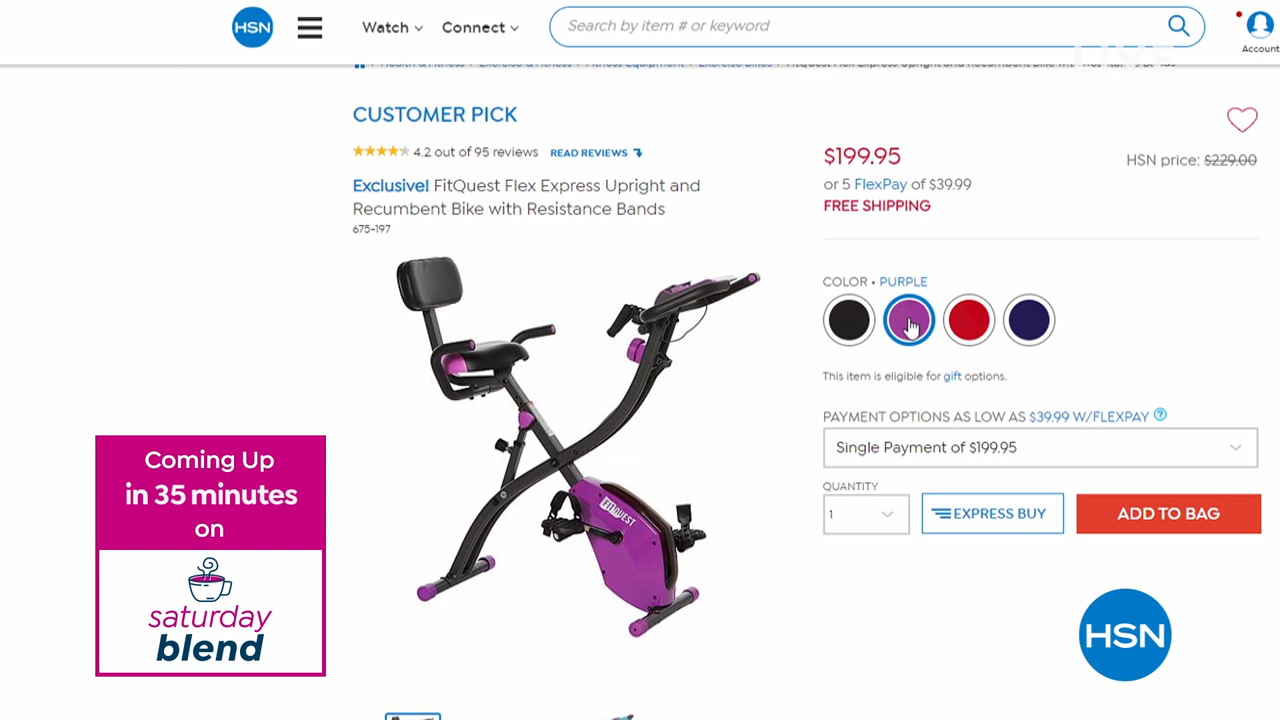 HSN
Watch
Connect
Search by item # or keyword
Account
LIVE
CUSTOMER PICK
4.2 out of 95 reviews READ REVIEWS
Exclusive! FitQuest Flex Express Upright and
Recumbent Bike with Resistance Bands
675-197
$199.95
HSN price: $229.00
or 5 FlexPay of $39.99
FREE SHIPPING
COLOR • PURPLE
This item is eligible for gift options.
PAYMENT OPTIONS AS LOW AS $39.99 W/FLEXPAY ?
Single Payment of $199.95
QUANTITY
1
EXPRESS BUY
ADD TO BAG
FITQUEST
Coming Up
in 35 minutes
on
saturday
blend
HSN